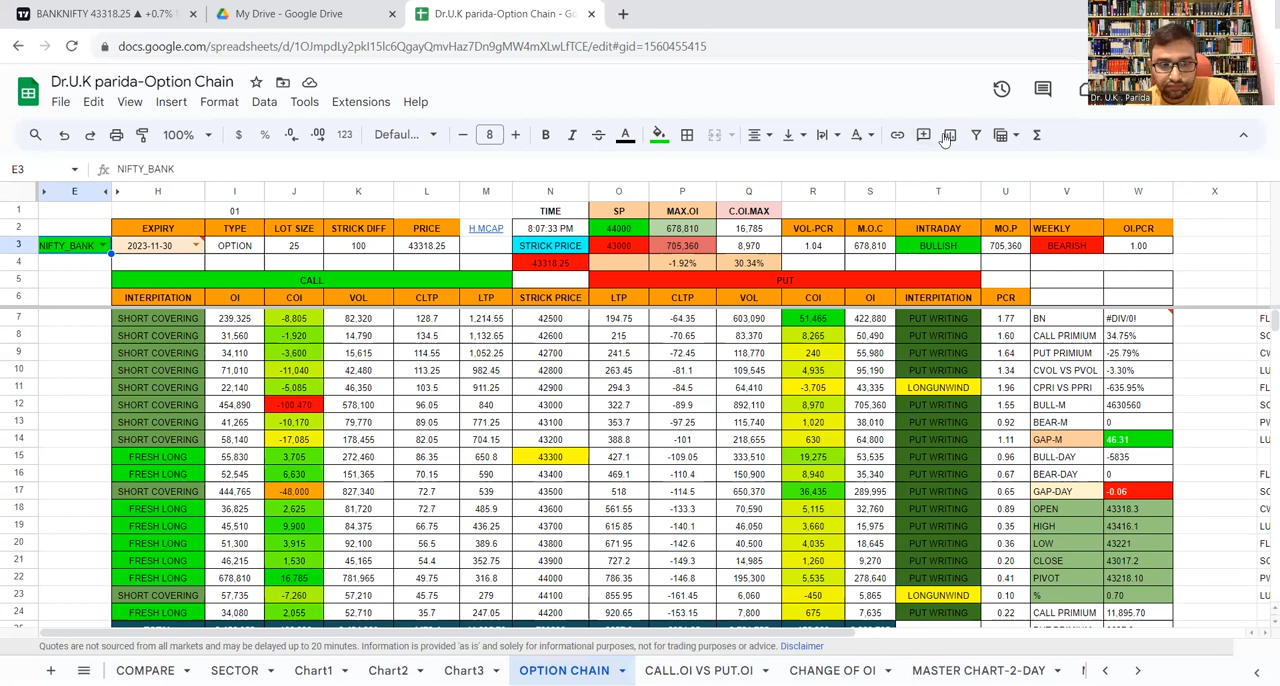 BANKNIFTY 43318.25 ▲ +0.7% My Drive - Google Drive Dr.U.K parida-Option Chain - Go
docs.google.com/spreadsheets/d/1OJmpdLy2pkI15Ic6QgayQmvHaz7Dn9gMW4mXLwLfTCE/edit#gid=1560455415
Dr.U.K parida-Option Chain
File Edit View Insert Format Data Tools Extensions Help
Dr. U.K . Parida
100% $ % .0 .00 123 Defaul... 8 B I A Σ
E3 fx NIFTY_BANK
E H I J K L M N O P Q R S T U V W X
1 01 TIME SP MAX.OI C.OI.MAX
2 EXPIRY TYPE LOT SIZE STRICK DIFF PRICE H.MCAP 8:07:33 PM 44000 678,810 16,785 VOL-PCR M.O.C INTRADAY MO.P WEEKLY OI.PCR
3 NIFTY_BANK 2023-11-30 OPTION 25 100 43318.25 STRICK PRICE 43000 705,360 8,970 1.04 678,810 BULLISH 705,360 BEARISH 1.00
4 43318.25 -1.92% 30.34%
5 CALL PUT
6 INTERPITATION OI COI VOL CLTP LTP STRICK PRICE LTP CLTP VOL COI OI INTERPITATION PCR
7 SHORT COVERING 239,325 -8,805 82,320 128.7 1,214.55 42500 194.75 -64.35 603,090 51,465 422,880 PUT WRITING 1.77 BN #DIV/0!
8 SHORT COVERING 31,560 -1,920 14,790 134.5 1,132.65 42600 215 -70.65 83,370 8,265 50,490 PUT WRITING 1.60 CALL PRIMIUM 34.75%
9 SHORT COVERING 34,110 -3,600 15,615 114.55 1,052.25 42700 241.5 -72.45 118,770 240 55,980 PUT WRITING 1.64 PUT PRIMIUM -25.79%
10 SHORT COVERING 71,010 -11,040 42,480 113.25 982.45 42800 263.45 -81.1 109,545 4,935 95,190 PUT WRITING 1.34 CVOL VS PVOL -3.30%
11 SHORT COVERING 22,140 -5,085 46,350 103.5 911.25 42900 294.3 -84.5 64,410 -3,705 43,335 LONGUNWIND 1.96 CPRI VS PPRI -635.95%
12 SHORT COVERING 454,890 -100,470 578,100 96.05 840 43000 322.7 -89.9 892,110 8,970 705,360 PUT WRITING 1.55 BULL-M 4630560
13 SHORT COVERING 41,265 -10,170 79,770 89.05 771.25 43100 353.7 -97.25 115,740 1,020 38,010 PUT WRITING 0.92 BEAR-M 0
14 SHORT COVERING 58,140 -17,085 178,455 82.05 704.15 43200 388.8 -101 218,655 630 64,800 PUT WRITING 1.11 GAP-M 46.31
15 FRESH LONG 55,830 3,705 272,460 86.35 650.8 43300 427.1 -109.05 333,510 19,275 53,535 PUT WRITING 0.96 BULL-DAY -5835
16 FRESH LONG 52,545 6,630 151,365 70.15 590 43400 469.1 -110.4 150,900 8,940 35,340 PUT WRITING 0.67 BEAR-DAY 0
17 SHORT COVERING 444,765 -48,000 827,340 72.7 539 43500 518 -114.5 650,370 36,435 289,995 PUT WRITING 0.65 GAP-DAY -0.06
18 FRESH LONG 36,825 2,625 81,720 72.7 485.9 43600 561.55 -133.3 70,590 5,115 32,760 PUT WRITING 0.89 OPEN 43318.3
19 FRESH LONG 45,510 9,900 84,375 66.75 436.25 43700 615.85 -140.1 46,050 3,660 15,975 PUT WRITING 0.35 HIGH 43416.1
20 FRESH LONG 51,300 3,915 92,100 56.5 389.6 43800 671.95 -142.6 40,500 4,035 18,645 PUT WRITING 0.36 LOW 43221
21 FRESH LONG 46,215 1,530 45,165 54.4 352.75 43900 727.2 -149.3 14,985 1,260 9,270 PUT WRITING 0.20 CLOSE 43017.2
22 FRESH LONG 678,810 16,785 781,965 49.75 316.8 44000 786.35 -146.8 195,300 5,535 278,640 PUT WRITING 0.41 PIVOT 43218.10
23 FRESH LONG 57,735 -7,260 57,210 54.75 279 44100 855.95 -161.45 6,060 -450 5,865 LONGUNWIND 0.10 % 0.70
24 FRESH LONG 34,080 2,055 52,410 35.7 247.05 44200 920.65 -153.15 7,800 675 7,635 PUT WRITING 0.22 CALL PRIMIUM 11,895.70
Quotes are not sourced from all markets and may be delayed up to 20 minutes. Information is provided 'as is' and solely for informational purposes, not for trading purposes or advice. Disclaimer
COMPARE SECTOR Chart1 Chart2 Chart3 OPTION CHAIN CALL.OI VS PUT.OI CHANGE OF OI MASTER CHART-2-DAY